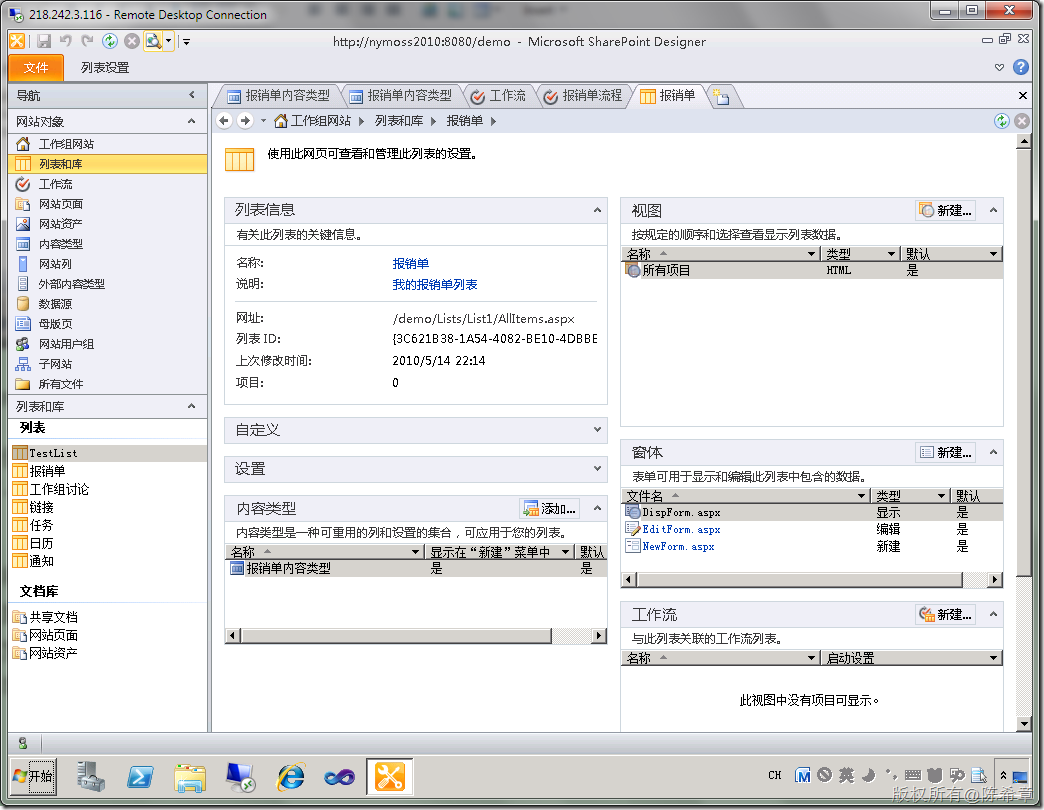 218.242.3.116 - Remote Desktop Connection
http://nymoss2010:8080/demo - Microsoft SharePoint Designer
文件 列表设置
导航
网站对象
工作组网站
列表和库
工作流
网站页面
网站资产
内容类型
网站列
外部内容类型
数据源
母版页
网站用户组
子网站
所有文件
列表和库
列表
TestList
报销单
工作组讨论
链接
任务
日历
通知
文档库
共享文档
网站页面
网站资产
报销单内容类型 报销单内容类型 工作流 报销单流程 报销单
工作组网站 列表和库 报销单
使用此网页可查看和管理此列表的设置。
列表信息
有关此列表的关键信息。
名称: 报销单
说明: 我的报销单列表
网址: /demo/Lists/List1/AllItems.aspx
列表 ID: {3C621B38-1A54-4082-BE10-4DBBE
上次修改时间: 2010/5/14 22:14
项目: 0
自定义
设置
内容类型 添加...
内容类型是一种可重用的列和设置的集合，可应用于您的列表。
名称 显示在“新建”菜单中 默认
报销单内容类型 是 是
视图 新建...
按规定的顺序和选择查看显示列表数据。
名称 类型 默认
所有项目 HTML 是
窗体 新建...
表单可用于显示和编辑此列表中包含的数据。
文件名 类型 默认
DispForm.aspx 显示 是
EditForm.aspx 编辑 是
NewForm.aspx 新建 是
工作流 新建...
与此列表关联的工作流列表。
名称 启动设置
此视图中没有项目可显示。
开始
CH M 英
版权所有@陈希章